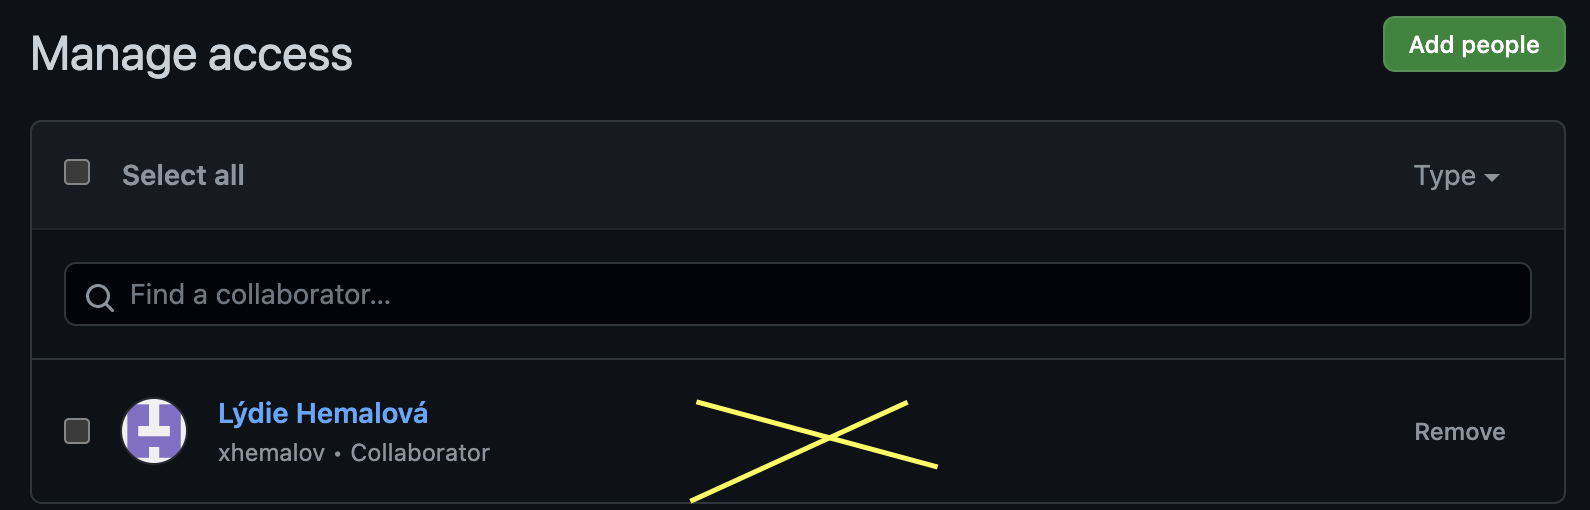 Manage access
Add people
Select all
Type
Find a collaborator...
Lýdie Hemalová
xhemalov • Collaborator
Remove